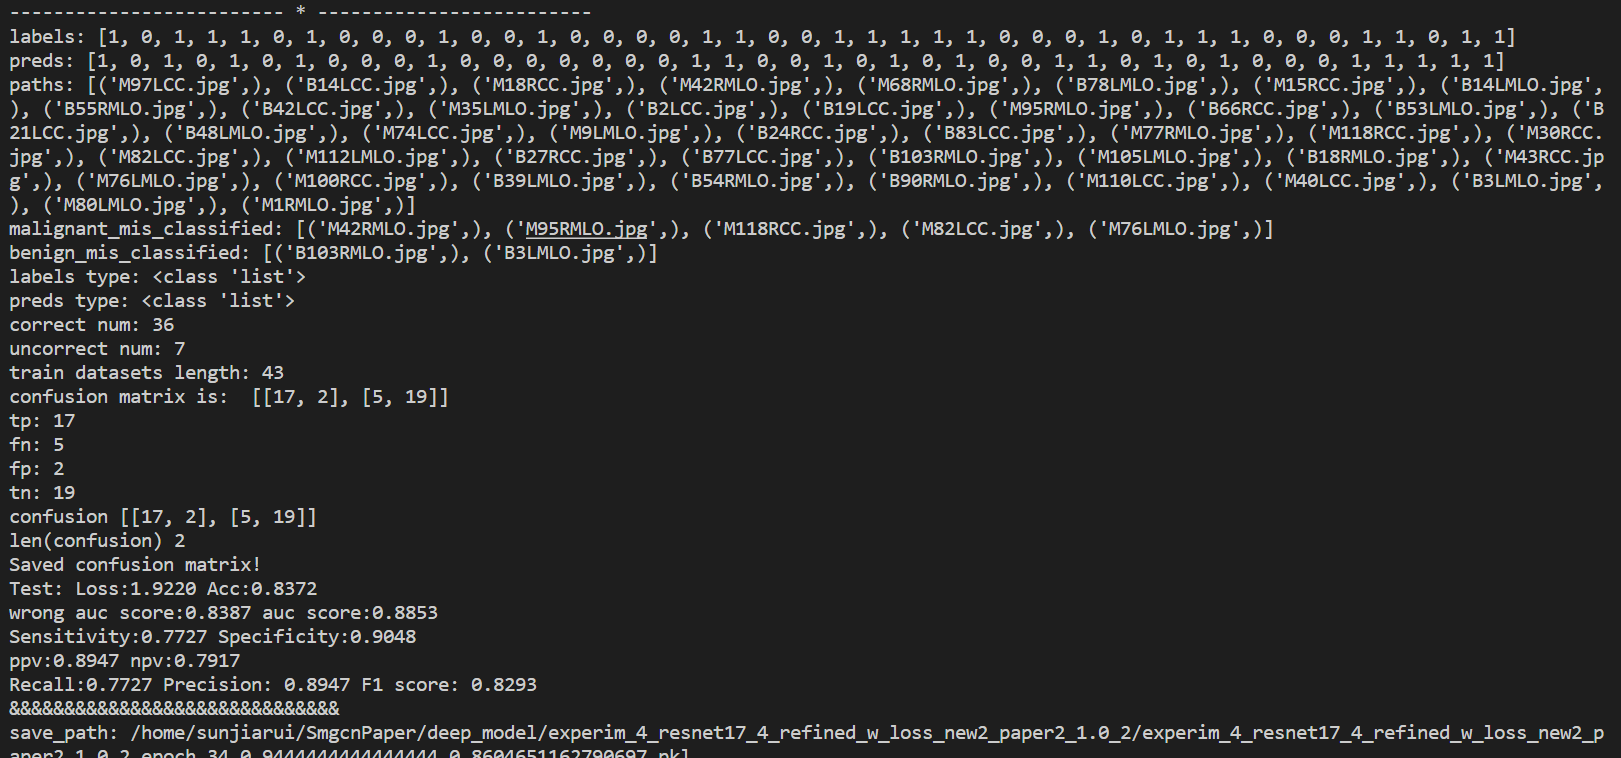 ------------------------- * -------------------------
labels: [1, 0, 1, 1, 1, 0, 1, 0, 0, 0, 1, 0, 0, 1, 0, 0, 0, 0, 1, 1, 0, 0, 1, 1, 1, 1, 1, 0, 0, 0, 1, 0, 1, 1, 1, 0, 0, 0, 1, 1, 0, 1, 1]
preds: [1, 0, 1, 0, 1, 0, 1, 0, 0, 0, 1, 0, 0, 0, 0, 0, 0, 0, 1, 1, 0, 0, 1, 0, 1, 0, 1, 0, 0, 1, 1, 0, 1, 0, 1, 0, 0, 0, 1, 1, 1, 1, 1]
paths: [('M97LCC.jpg',), ('B14LCC.jpg',), ('M18RCC.jpg',), ('M42RMLO.jpg',), ('M68RMLO.jpg',), ('B78LMLO.jpg',), ('M15RCC.jpg',), ('B14LMLO.jpg',
), ('B55RMLO.jpg',), ('B42LCC.jpg',), ('M35LMLO.jpg',), ('B2LCC.jpg',), ('B19LCC.jpg',), ('M95RMLO.jpg',), ('B66RCC.jpg',), ('B53LMLO.jpg',), ('B
21LCC.jpg',), ('B48LMLO.jpg',), ('M74LCC.jpg',), ('M9LMLO.jpg',), ('B24RCC.jpg',), ('B83LCC.jpg',), ('M77RMLO.jpg',), ('M118RCC.jpg',), ('M30RCC.
jpg',), ('M82LCC.jpg',), ('M112LMLO.jpg',), ('B27RCC.jpg',), ('B77LCC.jpg',), ('B103RMLO.jpg',), ('M105LMLO.jpg',), ('B18RMLO.jpg',), ('M43RCC.jp
g',), ('M76LMLO.jpg',), ('M100RCC.jpg',), ('B39LMLO.jpg',), ('B54RMLO.jpg',), ('B90RMLO.jpg',), ('M110LCC.jpg',), ('M40LCC.jpg',), ('B3LMLO.jpg',
), ('M80LMLO.jpg',), ('M1RMLO.jpg',)]
malignant_mis_classified: [('M42RMLO.jpg',), ('M95RMLO.jpg',), ('M118RCC.jpg',), ('M82LCC.jpg',), ('M76LMLO.jpg',)]
benign_mis_classified: [('B103RMLO.jpg',), ('B3LMLO.jpg',)]
labels type: <class 'list'>
preds type: <class 'list'>
correct num: 36
uncorrect num: 7
train datasets length: 43
confusion matrix is:  [[17, 2], [5, 19]]
tp: 17
fn: 5
fp: 2
tn: 19
confusion [[17, 2], [5, 19]]
len(confusion) 2
Saved confusion matrix!
Test: Loss:1.9220 Acc:0.8372
wrong auc score:0.8387 auc score:0.8853
Sensitivity:0.7727 Specificity:0.9048
ppv:0.8947 npv:0.7917
Recall:0.7727 Precision: 0.8947 F1 score: 0.8293
&&&&&&&&&&&&&&&&&&&&&&&&&&&&&&
save_path: /home/sunjiarui/SmgcnPaper/deep_model/experim_4_resnet17_4_refined_w_loss_new2_paper2_1.0_2/experim_4_resnet17_4_refined_w_loss_new2_p
aper2_1.0_2_epoch_34_0.9444444444444444_0.8604651162790697.pkl